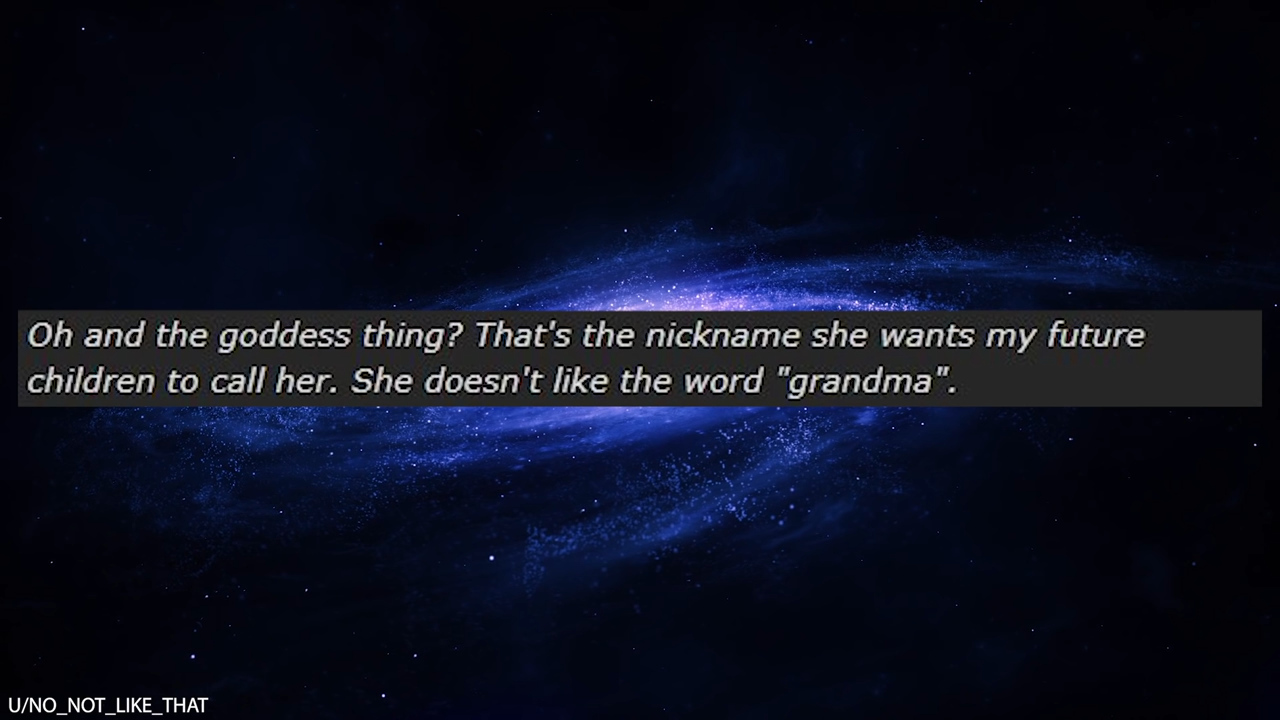 Oh and the goddess thing? That's the nickname she wants my future
children to call her. She doesn't like the word "grandma".
U/NO_NOT_LIKE_THAT